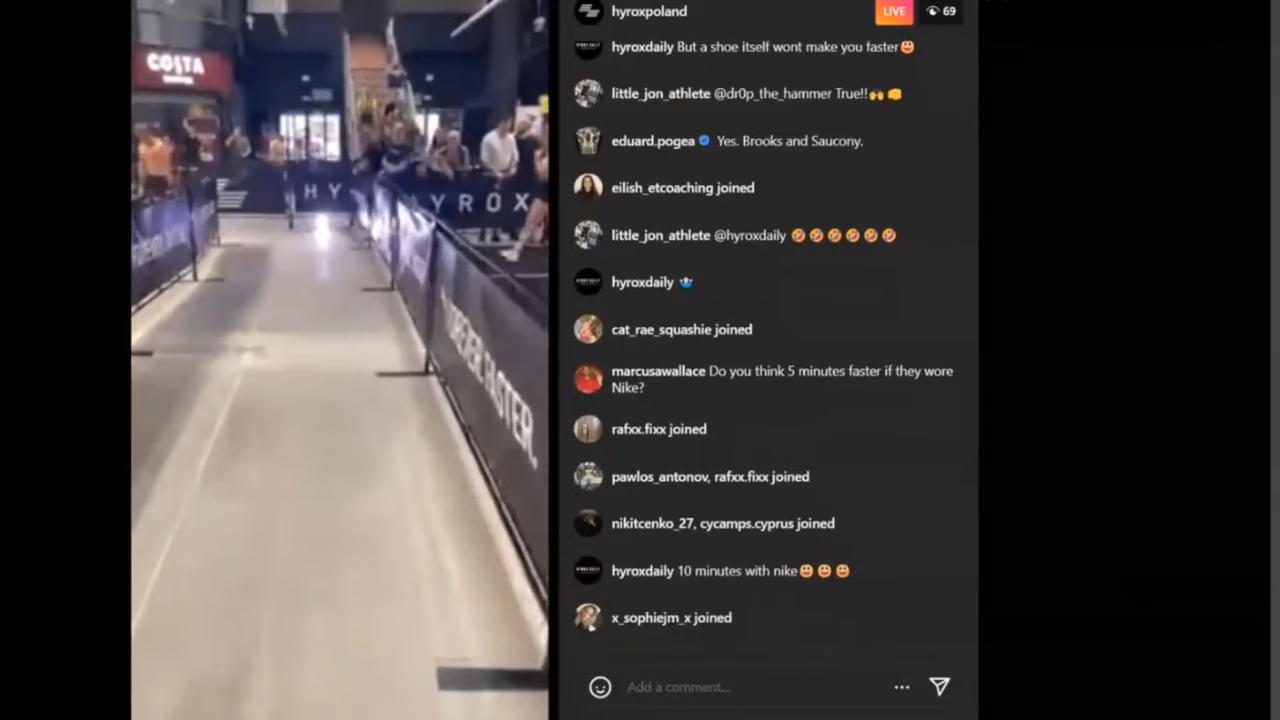 COSTA
HY
HYROX
FOREVER FASTER.
hyroxpoland
LIVE
69
hyroxdaily But a shoe itself wont make you faster😃
little_jon_athlete @dr0p_the_hammer True!!🙌👊
eduard.pogea Yes. Brooks and Saucony.
eilish_etcoaching joined
little_jon_athlete @hyroxdaily 🤣🤣🤣🤣🤣🤣
hyroxdaily 🤷‍♂️
cat_rae_squashie joined
marcusawallace Do you think 5 minutes faster if they wore
Nike?
rafxx.fixx joined
pawlos_antonov, rafxx.fixx joined
nikitcenko_27, cycamps.cyprus joined
hyroxdaily 10 minutes with nike😃😃😃
x_sophiejm_x joined
Add a comment...